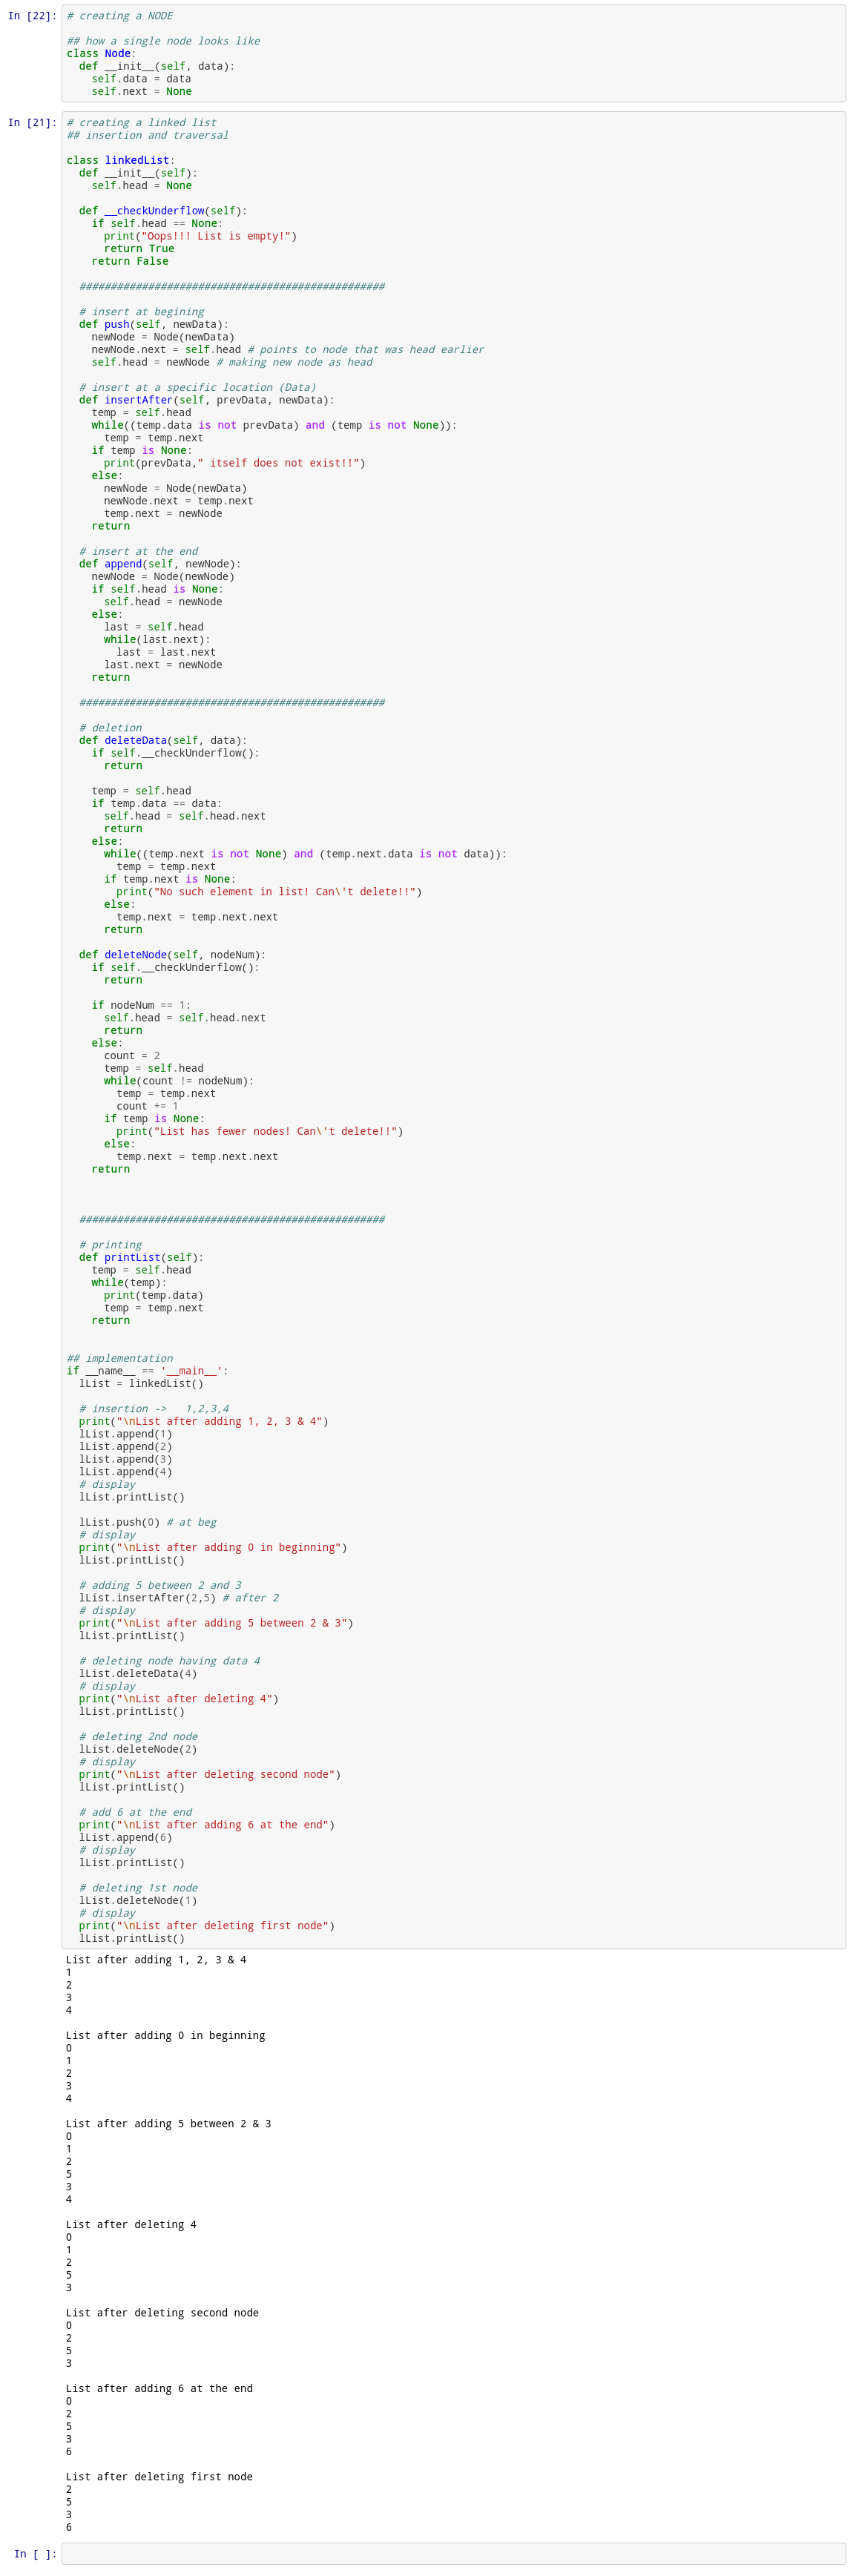 In [22]:
# creating a NODE
## how a single node looks like
class Node:
  def __init__(self, data):
    self.data = data
    self.next = None
In [21]:
# creating a linked list
## insertion and traversal
class linkedList:
  def __init__(self):
    self.head = None
  def __checkUnderflow(self):
    if self.head == None:
      print("Oops!!! List is empty!")
      return True
    return False
  #################################################
  # insert at begining
  def push(self, newData):
    newNode = Node(newData)
    newNode.next = self.head # points to node that was head earlier
    self.head = newNode # making new node as head
  # insert at a specific location (Data)
  def insertAfter(self, prevData, newData):
    temp = self.head
    while((temp.data is not prevData) and (temp is not None)):
      temp = temp.next
    if temp is None:
      print(prevData," itself does not exist!!")
    else:
      newNode = Node(newData)
      newNode.next = temp.next
      temp.next = newNode
    return
  # insert at the end
  def append(self, newNode):
    newNode = Node(newNode)
    if self.head is None:
      self.head = newNode
    else:
      last = self.head
      while(last.next):
        last = last.next
      last.next = newNode
    return
  #################################################
  # deletion
  def deleteData(self, data):
    if self.__checkUnderflow():
      return
    temp = self.head
    if temp.data == data:
      self.head = self.head.next
      return
    else:
      while((temp.next is not None) and (temp.next.data is not data)):
        temp = temp.next
      if temp.next is None:
        print("No such element in list! Can\'t delete!!")
      else:
        temp.next = temp.next.next
      return
  def deleteNode(self, nodeNum):
    if self.__checkUnderflow():
      return
    if nodeNum == 1:
      self.head = self.head.next
      return
    else:
      count = 2
      temp = self.head
      while(count != nodeNum):
        temp = temp.next
        count += 1
      if temp is None:
        print("List has fewer nodes! Can\'t delete!!")
      else:
        temp.next = temp.next.next
    return
  #################################################
  # printing
  def printList(self):
    temp = self.head
    while(temp):
      print(temp.data)
      temp = temp.next
    return
## implementation
if __name__ == '__main__':
  lList = linkedList()
  # insertion ->   1,2,3,4
  print("\nList after adding 1, 2, 3 & 4")
  lList.append(1)
  lList.append(2)
  lList.append(3)
  lList.append(4)
  # display
  lList.printList()
  lList.push(0) # at beg
  # display
  print("\nList after adding 0 in beginning")
  lList.printList()
  # adding 5 between 2 and 3
  lList.insertAfter(2,5) # after 2
  # display
  print("\nList after adding 5 between 2 & 3")
  lList.printList()
  # deleting node having data 4
  lList.deleteData(4)
  # display
  print("\nList after deleting 4")
  lList.printList()
  # deleting 2nd node
  lList.deleteNode(2)
  # display
  print("\nList after deleting second node")
  lList.printList()
  # add 6 at the end
  print("\nList after adding 6 at the end")
  lList.append(6)
  # display
  lList.printList()
  # deleting 1st node
  lList.deleteNode(1)
  # display
  print("\nList after deleting first node")
  lList.printList()
List after adding 1, 2, 3 & 4
1
2
3
4
List after adding 0 in beginning
0
1
2
3
4
List after adding 5 between 2 & 3
0
1
2
5
3
4
List after deleting 4
0
1
2
5
3
List after deleting second node
0
2
5
3
List after adding 6 at the end
0
2
5
3
6
List after deleting first node
2
5
3
6
In [ ]: